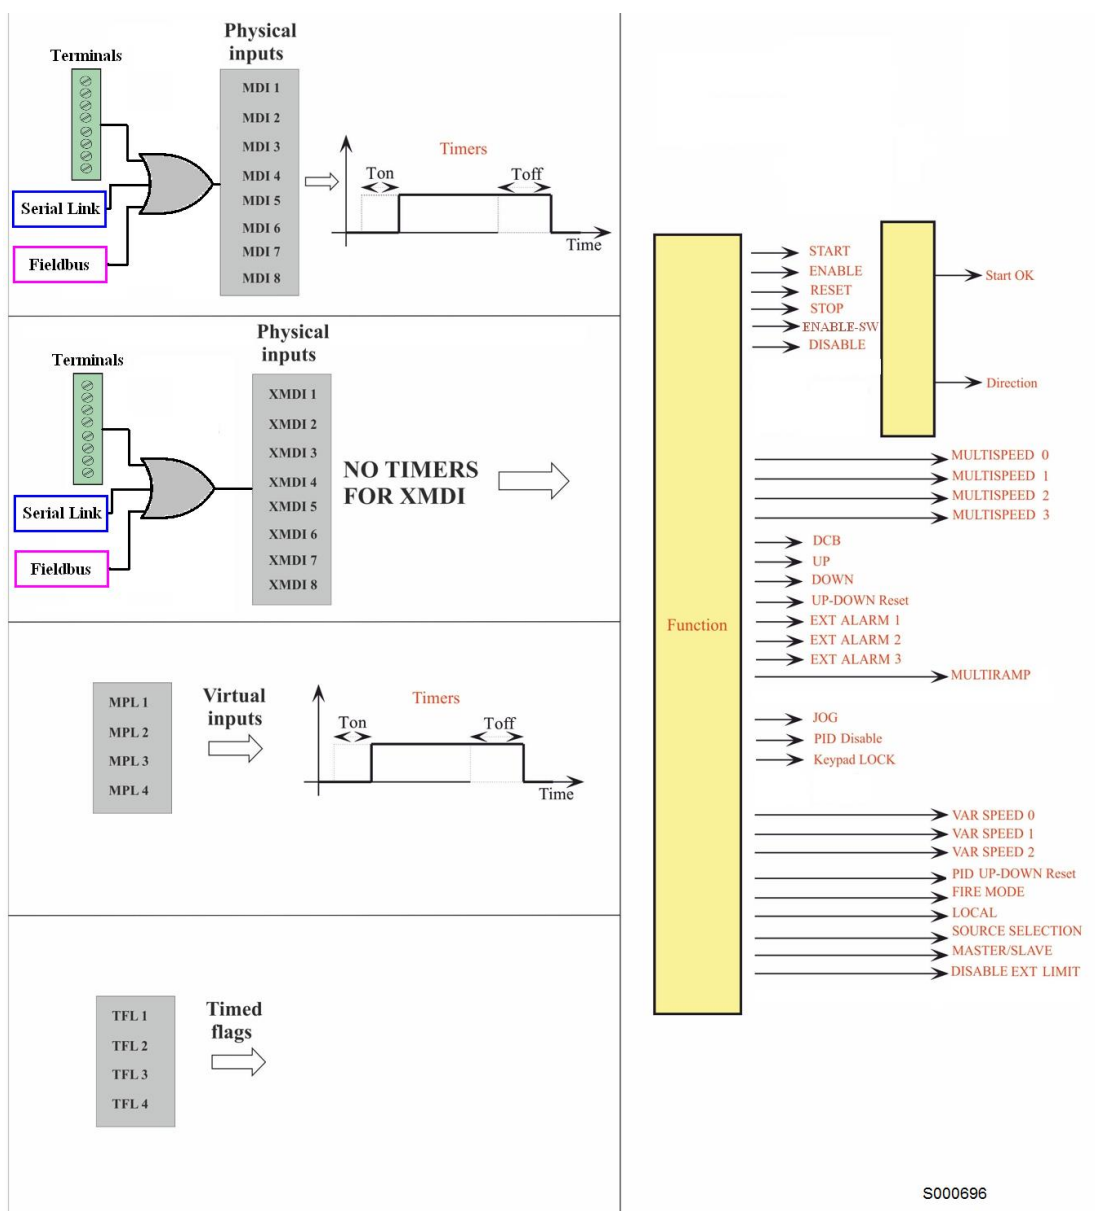 Physical
inputs
Terminals
MDI 1
MDI 2
MDI 3
MDI 4
MDI 5
MDI 6
MDI 7
MDI 8
Serial Link
Fieldbus
Timers
Ton
Toff
Time
Physical
inputs
Terminals
XMDI 1
XMDI 2
XMDI 3
XMDI 4
XMDI 5
XMDI 6
XMDI 7
XMDI 8
Serial Link
Fieldbus
NO TIMERS
FOR XMDI
MPL 1
MPL 2
MPL 3
MPL 4
Virtual
inputs
Timers
Ton
Toff
Time
TFL 1
TFL 2
TFL 3
TFL 4
Timed
flags
Function
START
ENABLE
RESET
STOP
ENABLE-SW
DISABLE
Start OK
Direction
MULTISPEED 0
MULTISPEED 1
MULTISPEED 2
MULTISPEED 3
DCB
UP
DOWN
UP-DOWN Reset
EXT ALARM 1
EXT ALARM 2
EXT ALARM 3
MULTIRAMP
JOG
PID Disable
Keypad LOCK
VAR SPEED 0
VAR SPEED 1
VAR SPEED 2
PID UP-DOWN Reset
FIRE MODE
LOCAL
SOURCE SELECTION
MASTER/SLAVE
DISABLE EXT LIMIT
S000696